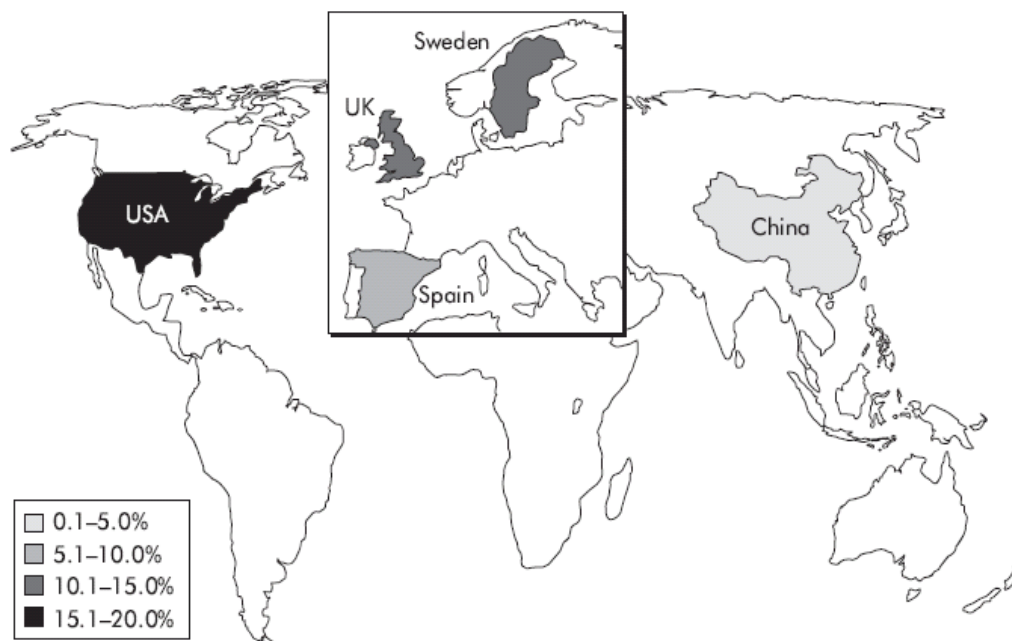 Sweden
UK
USA
China
Spain
0.1–5.0%
5.1–10.0%
10.1–15.0%
15.1–20.0%